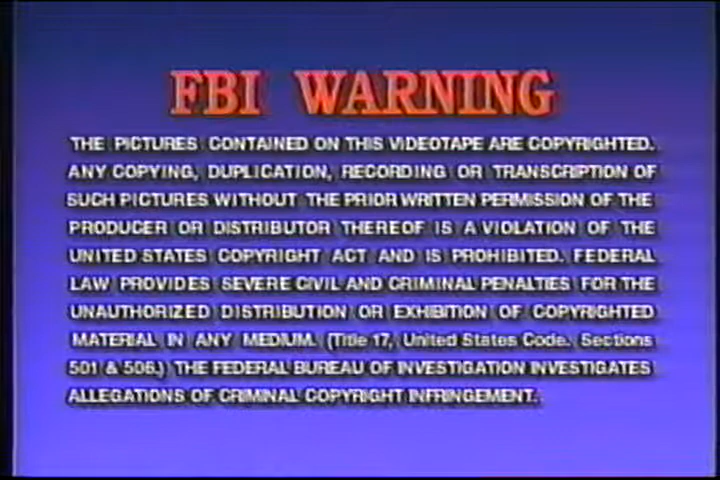 FBI WARNING
THE PICTURES CONTAINED ON THIS VIDEOTAPE ARE COPYRIGHTED.
ANY COPYING, DUPLICATION, RECORDING OR TRANSCRIPTION OF
SUCH PICTURES WITHOUT THE PRIOR WRITTEN PERMISSION OF THE
PRODUCER OR DISTRIBUTOR THEREOF IS A VIOLATION OF THE
UNITED STATES COPYRIGHT ACT AND IS PROHIBITED. FEDERAL
LAW PROVIDES SEVERE CIVIL AND CRIMINAL PENALTIES FOR THE
UNAUTHORIZED DISTRIBUTION OR EXHIBITION OF COPYRIGHTED
MATERIAL IN ANY MEDIUM. (Title 17, United States Code. Sections
501 & 506.) THE FEDERAL BUREAU OF INVESTIGATION INVESTIGATES
ALLEGATIONS OF CRIMINAL COPYRIGHT INFRINGEMENT.